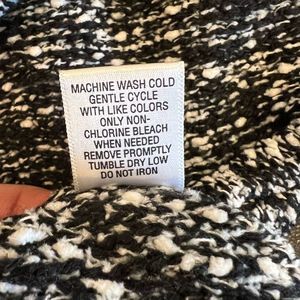 MACHINE WASH COLD
GENTLE CYCLE
WITH LIKE COLORS
ONLY NON-
CHLORINE BLEACH
WHEN NEEDED
REMOVE PROMPTLY
TUMBLE DRY LOW
DO NOT IRON